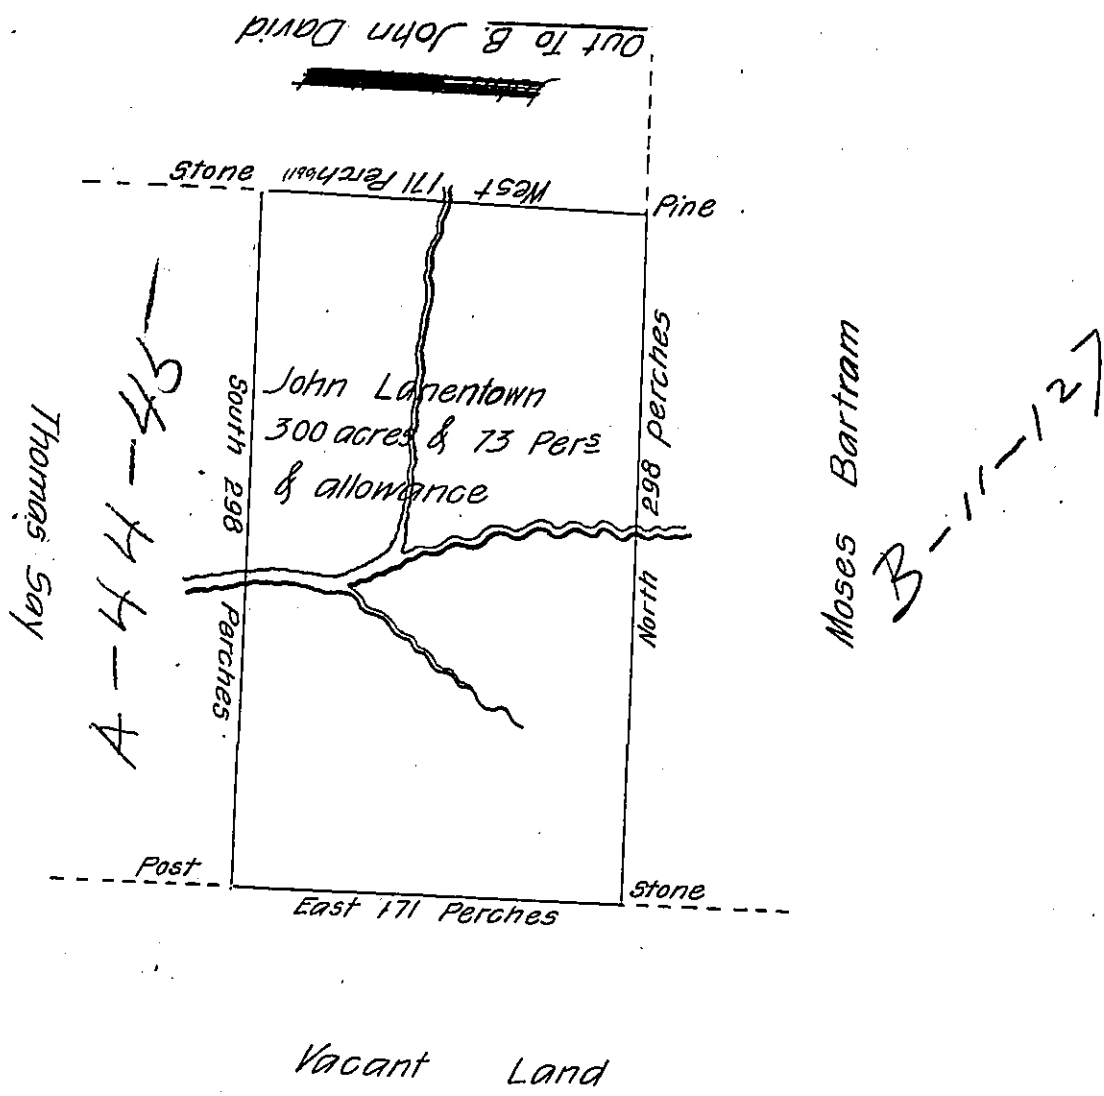 Out To B. John David
Stone
West 171 Perches
Pine
John Lanentown
300 acres & 73 Pers
& allowance
South 298 Perches
North 298 perches
Thomas Say
A-44-45-
Moses Bartram
B-11-127
Post
Stone
East 171 Perches
Vacant Land